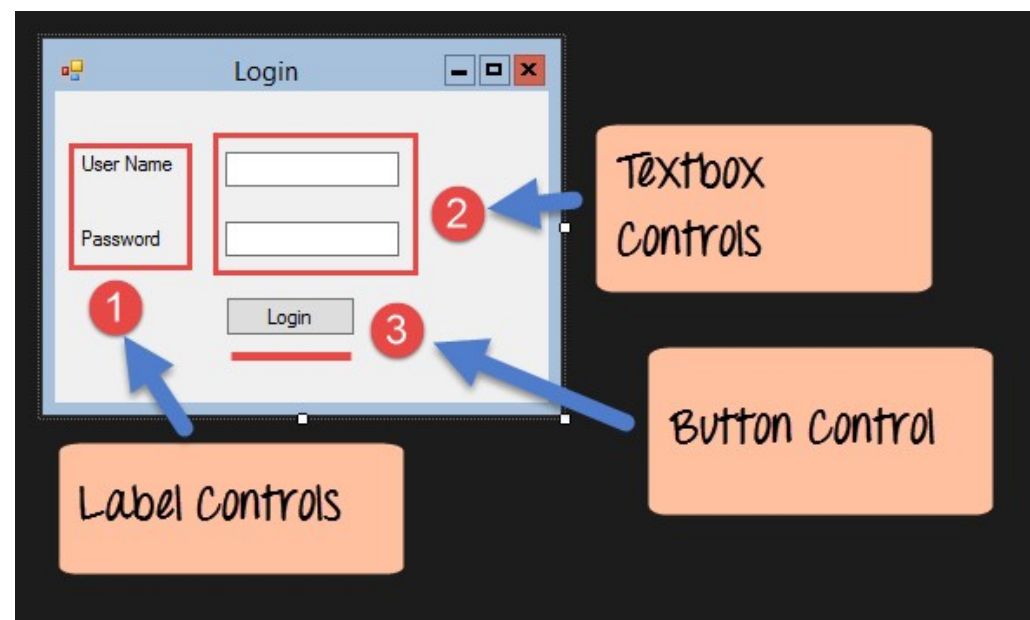 Login
User Name
Password
Login
1
2
3
Textbox
Controls
Button Control
Label Controls